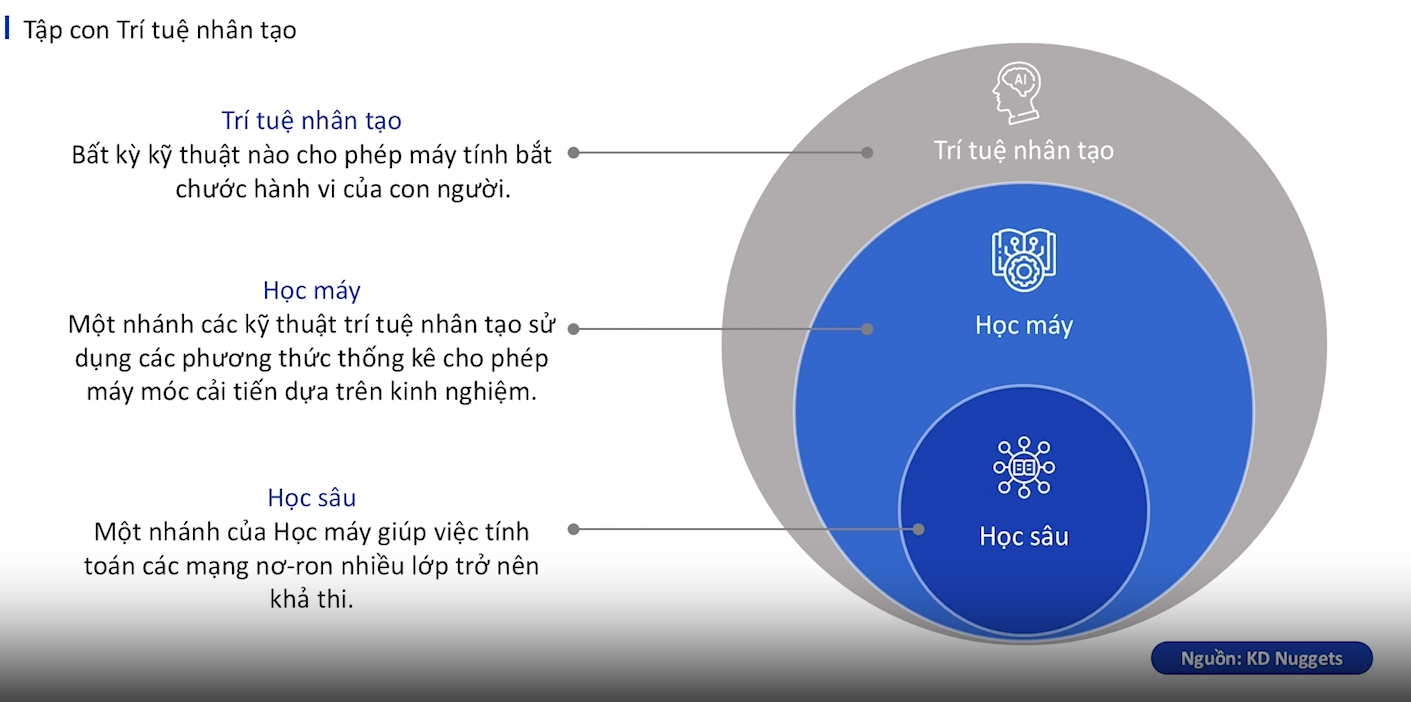 Tập con Trí tuệ nhân tạo
Trí tuệ nhân tạo
Bất kỳ kỹ thuật nào cho phép máy tính bắt
chước hành vi của con người.
Học máy
Một nhánh các kỹ thuật trí tuệ nhân tạo sử
dụng các phương thức thống kê cho phép
máy móc cải tiến dựa trên kinh nghiệm.
Học sâu
Một nhánh của Học máy giúp việc tính
toán các mạng nơ-ron nhiều lớp trở nên
khả thi.
AI
Trí tuệ nhân tạo
Học máy
Học sâu
Nguồn: KD Nuggets